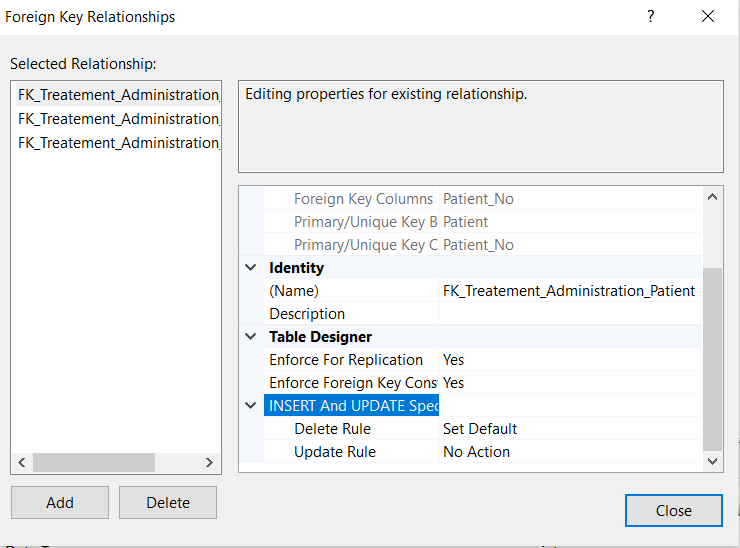 Foreign Key Relationships
?
Selected Relationship:
FK_Treatement_Administration_
FK_Treatement_Administration_
FK_Treatement_Administration_
Editing properties for existing relationship.
Foreign Key Columns Patient_No
Primary/Unique Key B Patient
Primary/Unique Key C Patient_No
Identity
(Name) FK_Treatement_Administration_Patient
Description
Table Designer
Enforce For Replication Yes
Enforce Foreign Key Cons Yes
INSERT And UPDATE Spec
Delete Rule Set Default
Update Rule No Action
Add Delete
Close